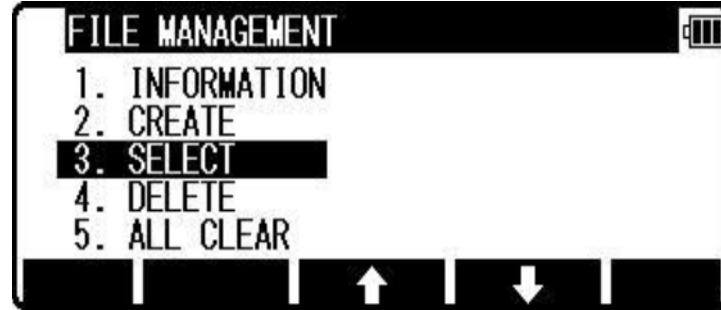 FILE MANAGEMENT
1. INFORMATION
2. CREATE
3. SELECT
4. DELETE
5. ALL CLEAR